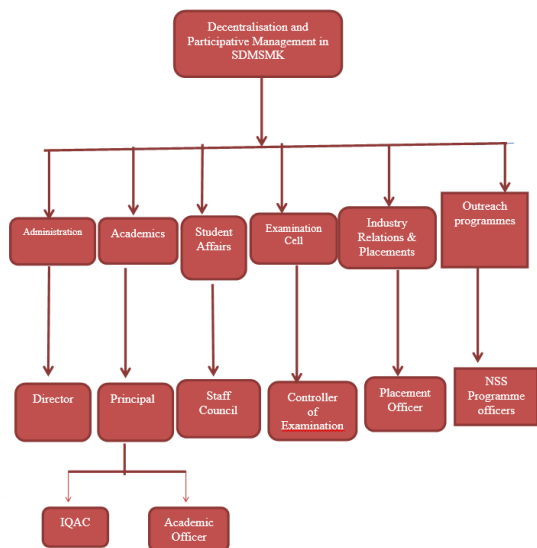 Decentralisation and
Participative Management in
SDMSMK
Administration
Academics
Student
Affairs
Examination
Cell
Industry
Relations &
Placements
Outreach
programmes
Director
Principal
Staff
Council
Controller
of
Examination
Placement
Officer
NSS
Programme
officers
IQAC
Academic
Officer